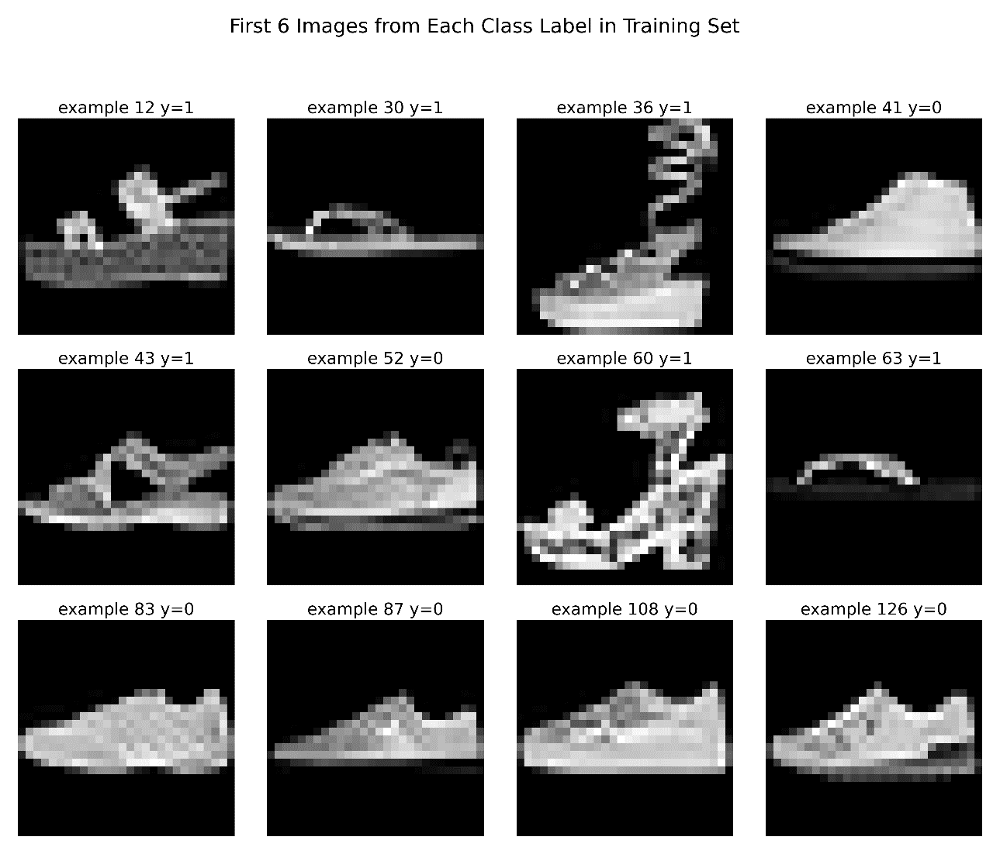 First 6 Images from Each Class Label in Training Set
example 12 y=1
example 30 y=1
example 36 y=1
example 41 y=0
example 43 y=1
example 52 y=0
example 60 y=1
example 63 y=1
example 83 y=0
example 87 y=0
example 108 y=0
example 126 y=0